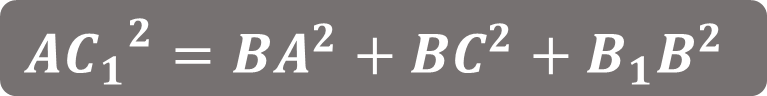 AC₁² = BA² + BC² + B₁B²